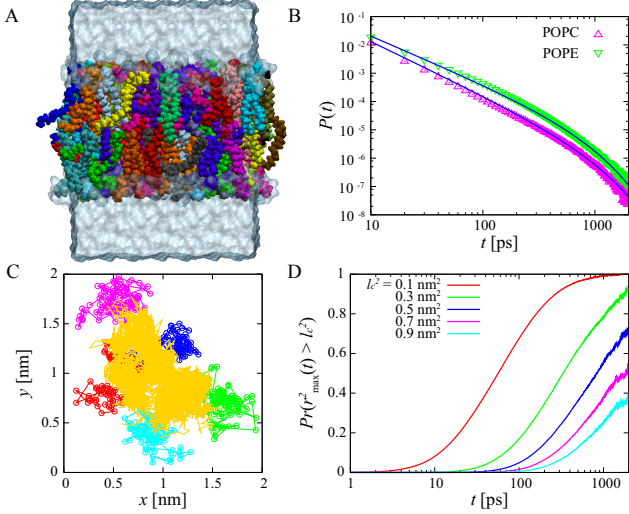 A
B
10^-1
10^-2
10^-3
10^-4
10^-5
10^-6
10^-7
10^-8
P(t)
POPC
POPE
10
100
1000
t [ps]
C
2
1.5
1
0.5
0
y [nm]
0
0.5
1
1.5
2
x [nm]
D
1
0.8
0.6
0.4
0.2
0
Pr(r²_max(t) > l_c²)
l_c² = 0.1 nm²
0.3 nm²
0.5 nm²
0.7 nm²
0.9 nm²
1
10
100
1000
t [ps]